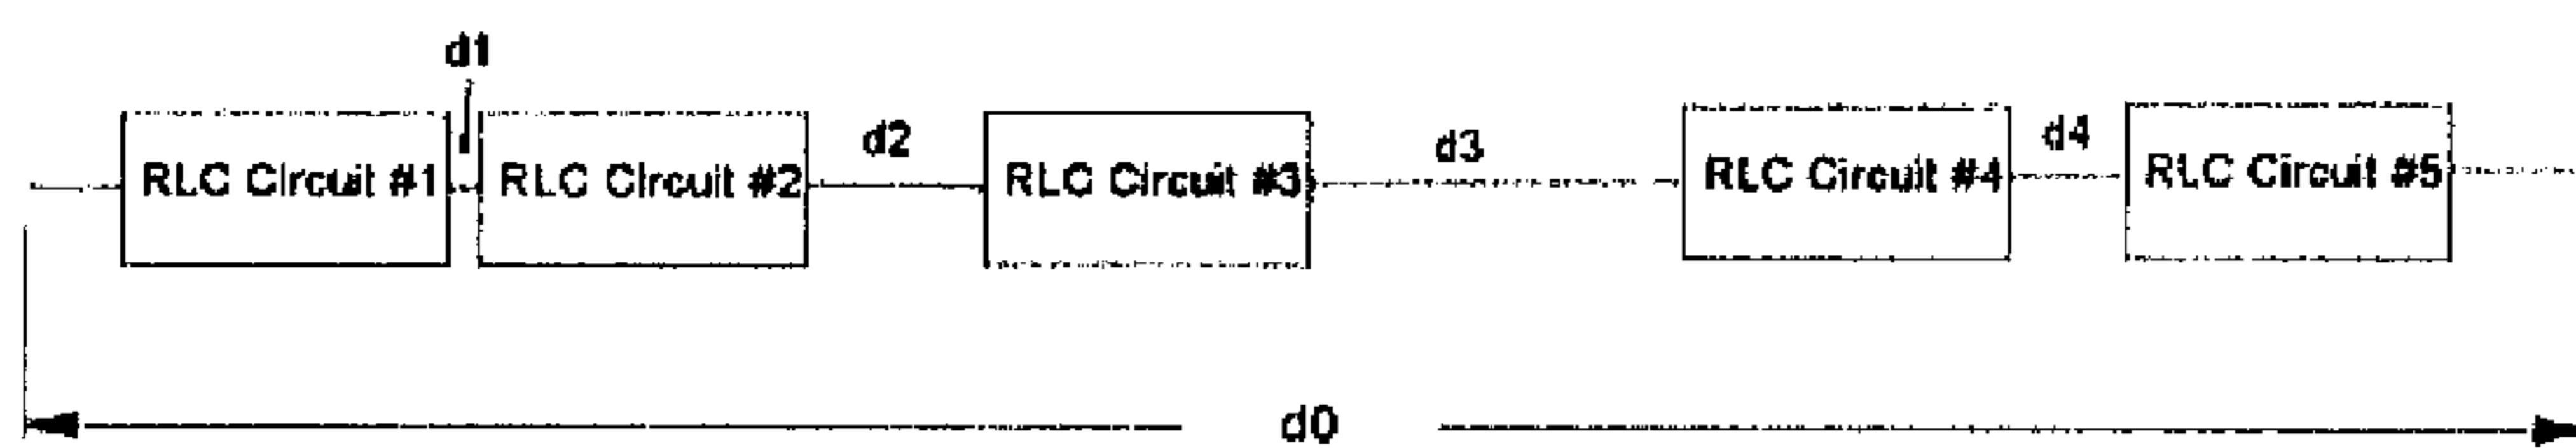 d1
RLC Circuit #1
RLC Circuit #2
d2
RLC Circuit #3
d3
RLC Circuit #4
d4
RLC Circuit #5
d0